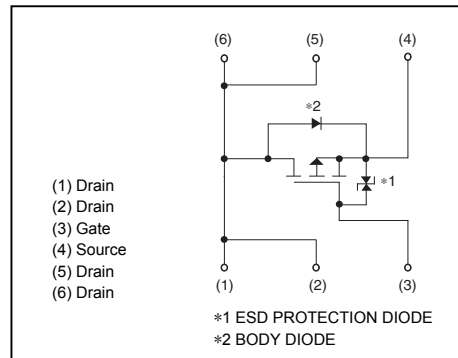 (6) (5) (4)
*2
*1
(1) Drain
(2) Drain
(3) Gate
(4) Source
(5) Drain
(6) Drain
(1) (2) (3)
*1 ESD PROTECTION DIODE
*2 BODY DIODE